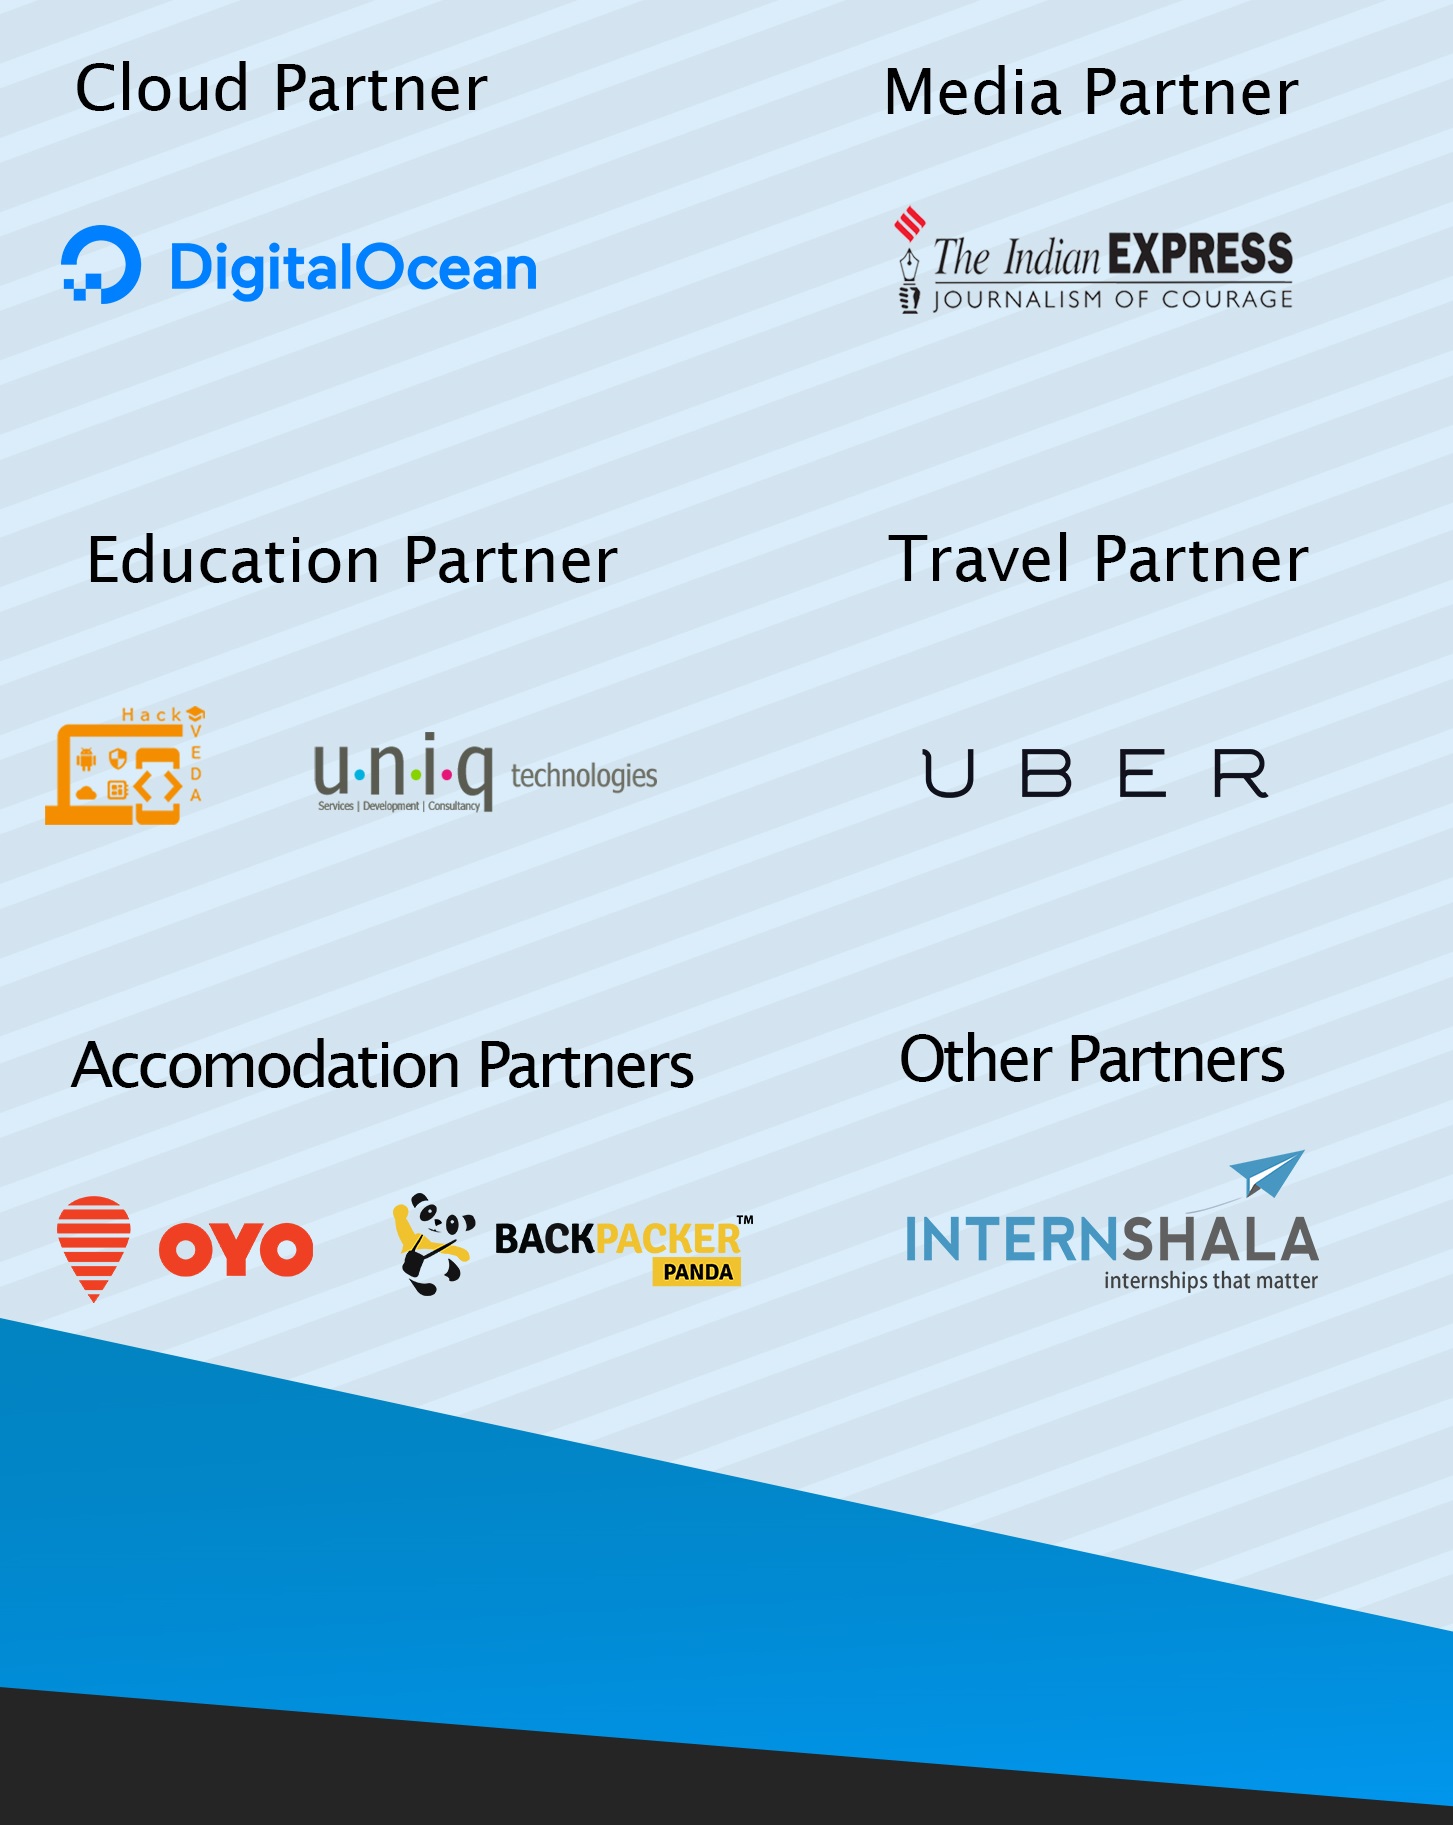 Cloud Partner
DigitalOcean
Media Partner
The Indian EXPRESS
JOURNALISM OF COURAGE
Education Partner
Hack
VEDA
u·n·i·q technologies
Services | Development | Consultancy
Travel Partner
UBER
Accomodation Partners
OYO
BACKPACKER™
PANDA
Other Partners
INTERNSHALA
internships that matter